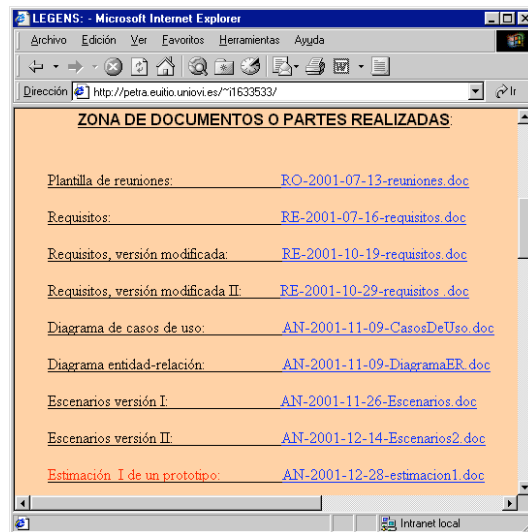 LEGENS: - Microsoft Internet Explorer
Archivo Edición Ver Favoritos Herramientas Ayuda
Dirección http://petra.euitio.uniovi.es/~i1633533/ Ir
ZONA DE DOCUMENTOS O PARTES REALIZADAS:
Plantilla de reuniones: RO-2001-07-13-reuniones.doc
Requisitos: RE-2001-07-16-requisitos.doc
Requisitos, versión modificada: RE-2001-10-19-requisitos.doc
Requisitos, versión modificada II: RE-2001-10-29-requisitos .doc
Diagrama de casos de uso: AN-2001-11-09-CasosDeUso.doc
Diagrama entidad-relación: AN-2001-11-09-DiagramaER.doc
Escenarios versión I: AN-2001-11-26-Escenarios.doc
Escenarios versión II: AN-2001-12-14-Escenarios2.doc
Estimación I de un prototipo: AN-2001-12-28-estimacion1.doc
Intranet local